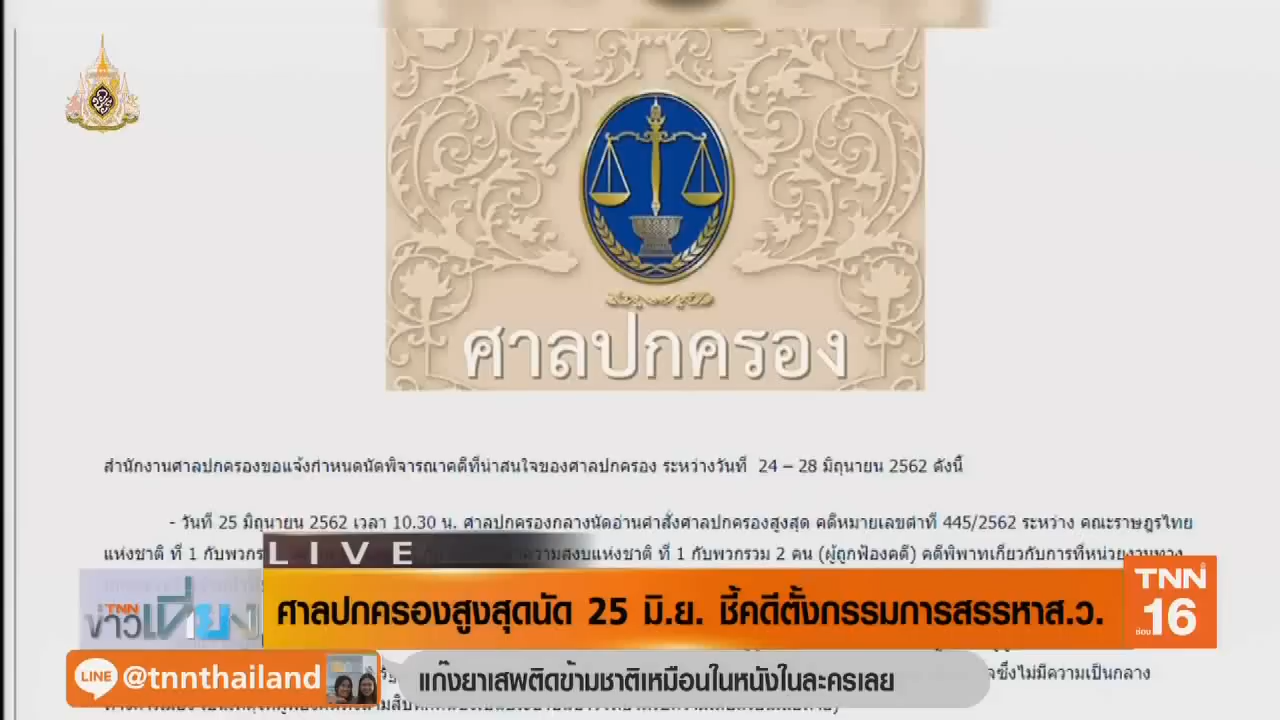 ศาลปกครอง
สำนักงานศาลปกครองขอแจ้งกำหนดนัดพิจารณาคดีที่น่าสนใจของศาลปกครอง ระหว่างวันที่ 24 – 28 มิถุนายน 2562 ดังนี้
- วันที่ 25 มิถุนายน 2562 เวลา 10.30 น. ศาลปกครองกลางนัดอ่านคำสั่งศาลปกครองสูงสุด คดีหมายเลขดำที่ 445/2562 ระหว่าง คณะราษฎรไทย
แห่งชาติ ที่ 1 กับพวกรวม ความสงบแห่งชาติ ที่ 1 กับพวกรวม 2 คน (ผู้ถูกฟ้องคดี) คดีพิพาทเกี่ยวกับการที่หน่วยงานทาง
LIVE
TNN ข่าวเที่ยง
ศาลปกครองสูงสุดนัด 25 มิ.ย. ชี้คดีตั้งกรรมการสรรหาส.ว.
TNN
ช่อง 16
ซึ่งไม่มีความเป็นกลาง
LINE @tnnthailand
แก๊งยาเสพติดข้ามชาติเหมือนในหนังในละครเลย